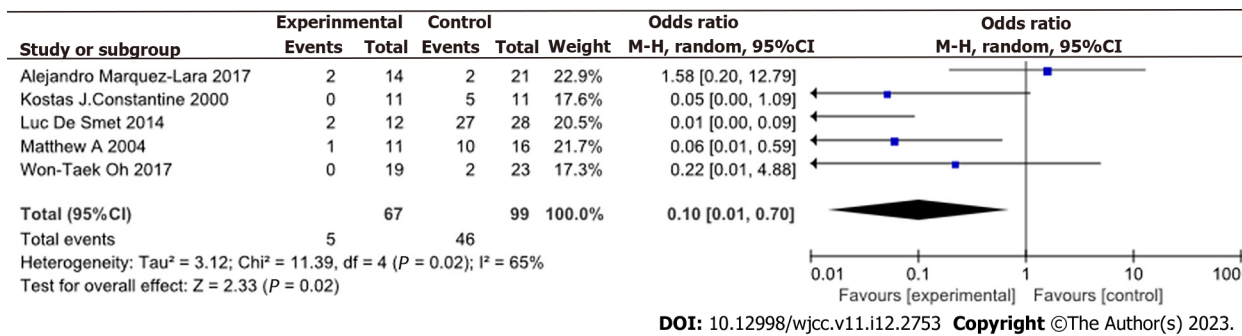 Experimental Control Odds ratio Odds ratio
Study or subgroup Events Total Events Total Weight M-H, random, 95%CI M-H, random, 95%CI
Alejandro Marquez-Lara 2017 2 14 2 21 22.9% 1.58 [0.20, 12.79]
Kostas J.Constantine 2000 0 11 5 11 17.6% 0.05 [0.00, 1.09]
Luc De Smet 2014 2 12 27 28 20.5% 0.01 [0.00, 0.09]
Matthew A 2004 1 11 10 16 21.7% 0.06 [0.01, 0.59]
Won-Taek Oh 2017 0 19 2 23 17.3% 0.22 [0.01, 4.88]
Total (95%CI) 67 99 100.0% 0.10 [0.01, 0.70]
Total events 5 46
Heterogeneity: Tau² = 3.12; Chi² = 11.39, df = 4 (P = 0.02); I² = 65%
Test for overall effect: Z = 2.33 (P = 0.02)
0.01 0.1 1 10 100
Favours [experimental] Favours [control]
DOI: 10.12998/wjcc.v11.i12.2753 Copyright ©The Author(s) 2023.